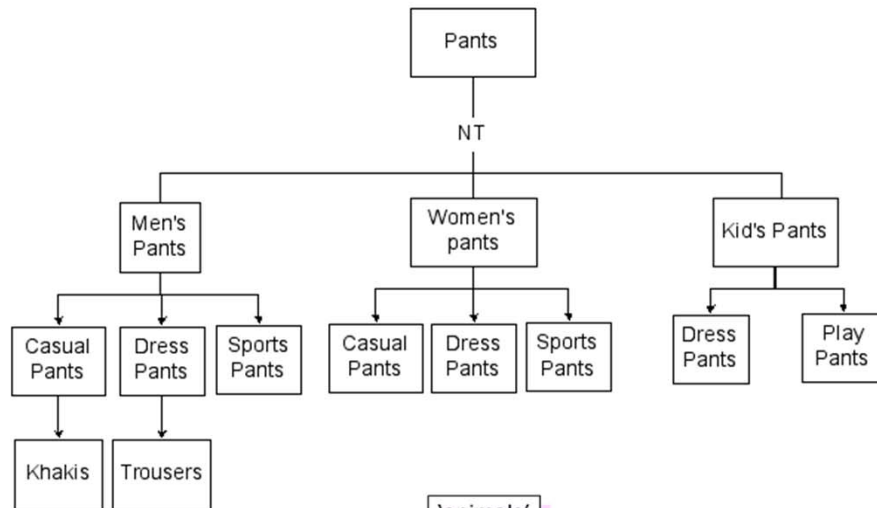 Pants
NT
Men's
Pants
Women's
pants
Kid's Pants
Casual
Pants
Dress
Pants
Sports
Pants
Casual
Pants
Dress
Pants
Sports
Pants
Dress
Pants
Play
Pants
Khakis
Trousers